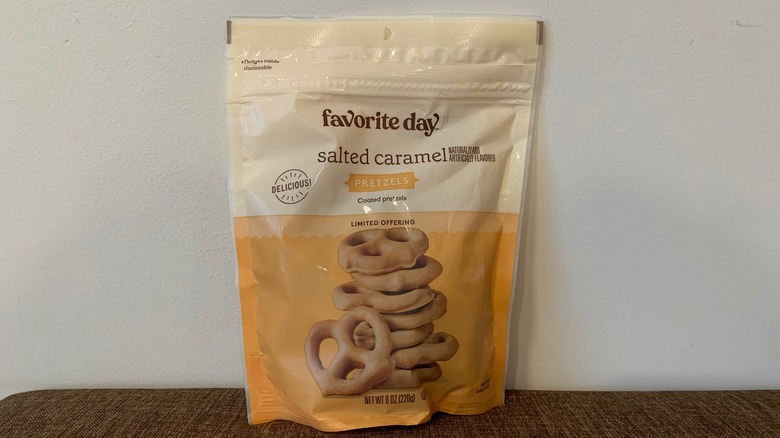 favorite day
salted caramel
NATURALLY AND
ARTIFICIALLY FLAVORED
PRETZELS
DELICIOUS!
Coated pretzels
LIMITED OFFERING
NET WT 8 OZ (226g)